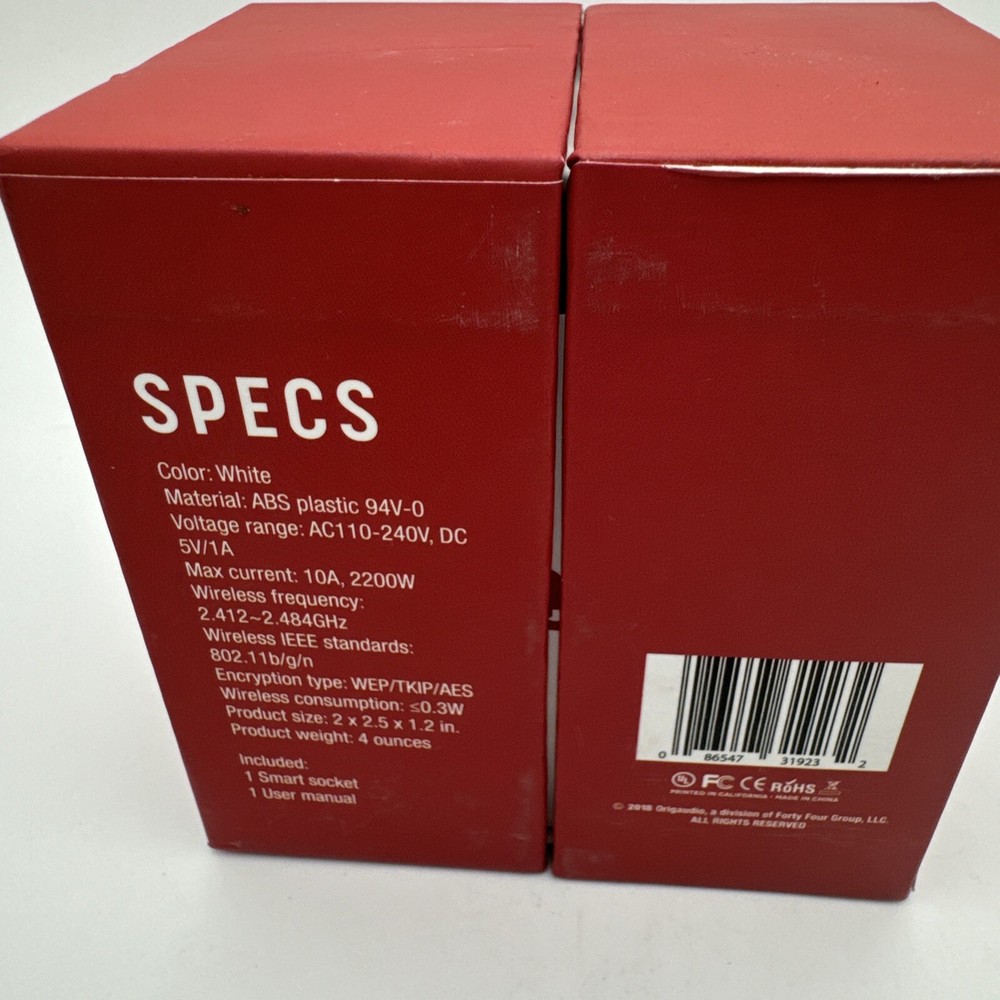 SPECS
Color: White
Material: ABS plastic 94V-0
Voltage range: AC110-240V, DC
5V/1A
Max current: 10A, 2200W
Wireless frequency:
2.412~2.484GHz
Wireless IEEE standards:
802.11b/g/n
Encryption type: WEP/TKIP/AES
Wireless consumption: ≤0.3W
Product size: 2 x 2.5 x 1.2 in.
Product weight: 4 ounces
Included:
1 Smart socket
1 User manual
0 86547 31923 2
UL FC CE RoHS
PRINTED IN CALIFORNIA • MADE IN CHINA
© 2018 Origaudio, a division of Forty Four Group, LLC.
ALL RIGHTS RESERVED